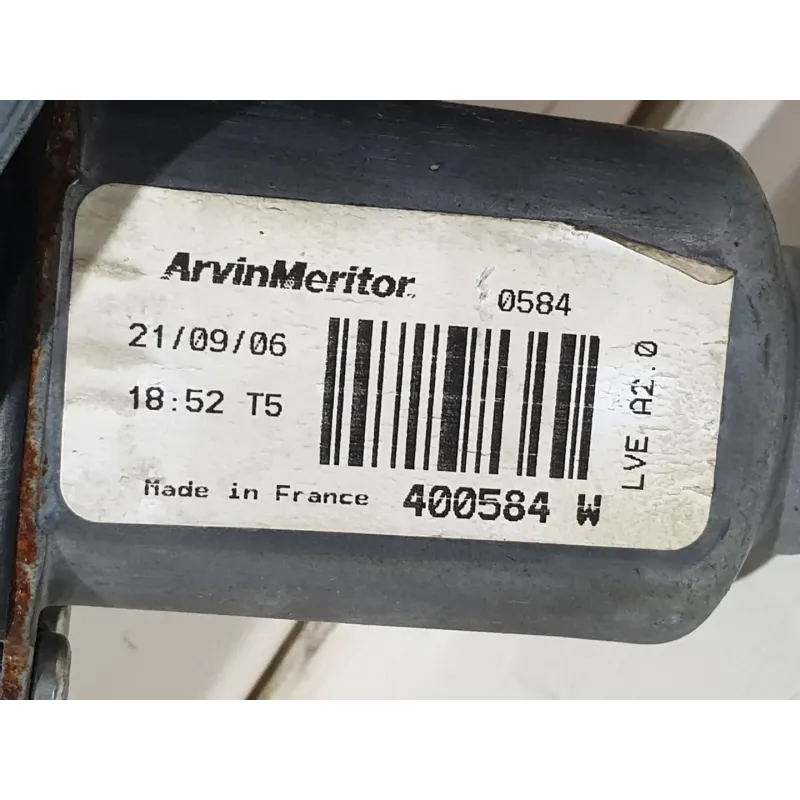 ArvinMeritor
0584
21/09/06
18:52 T5
LVE A2.0
Made in France
400584 W